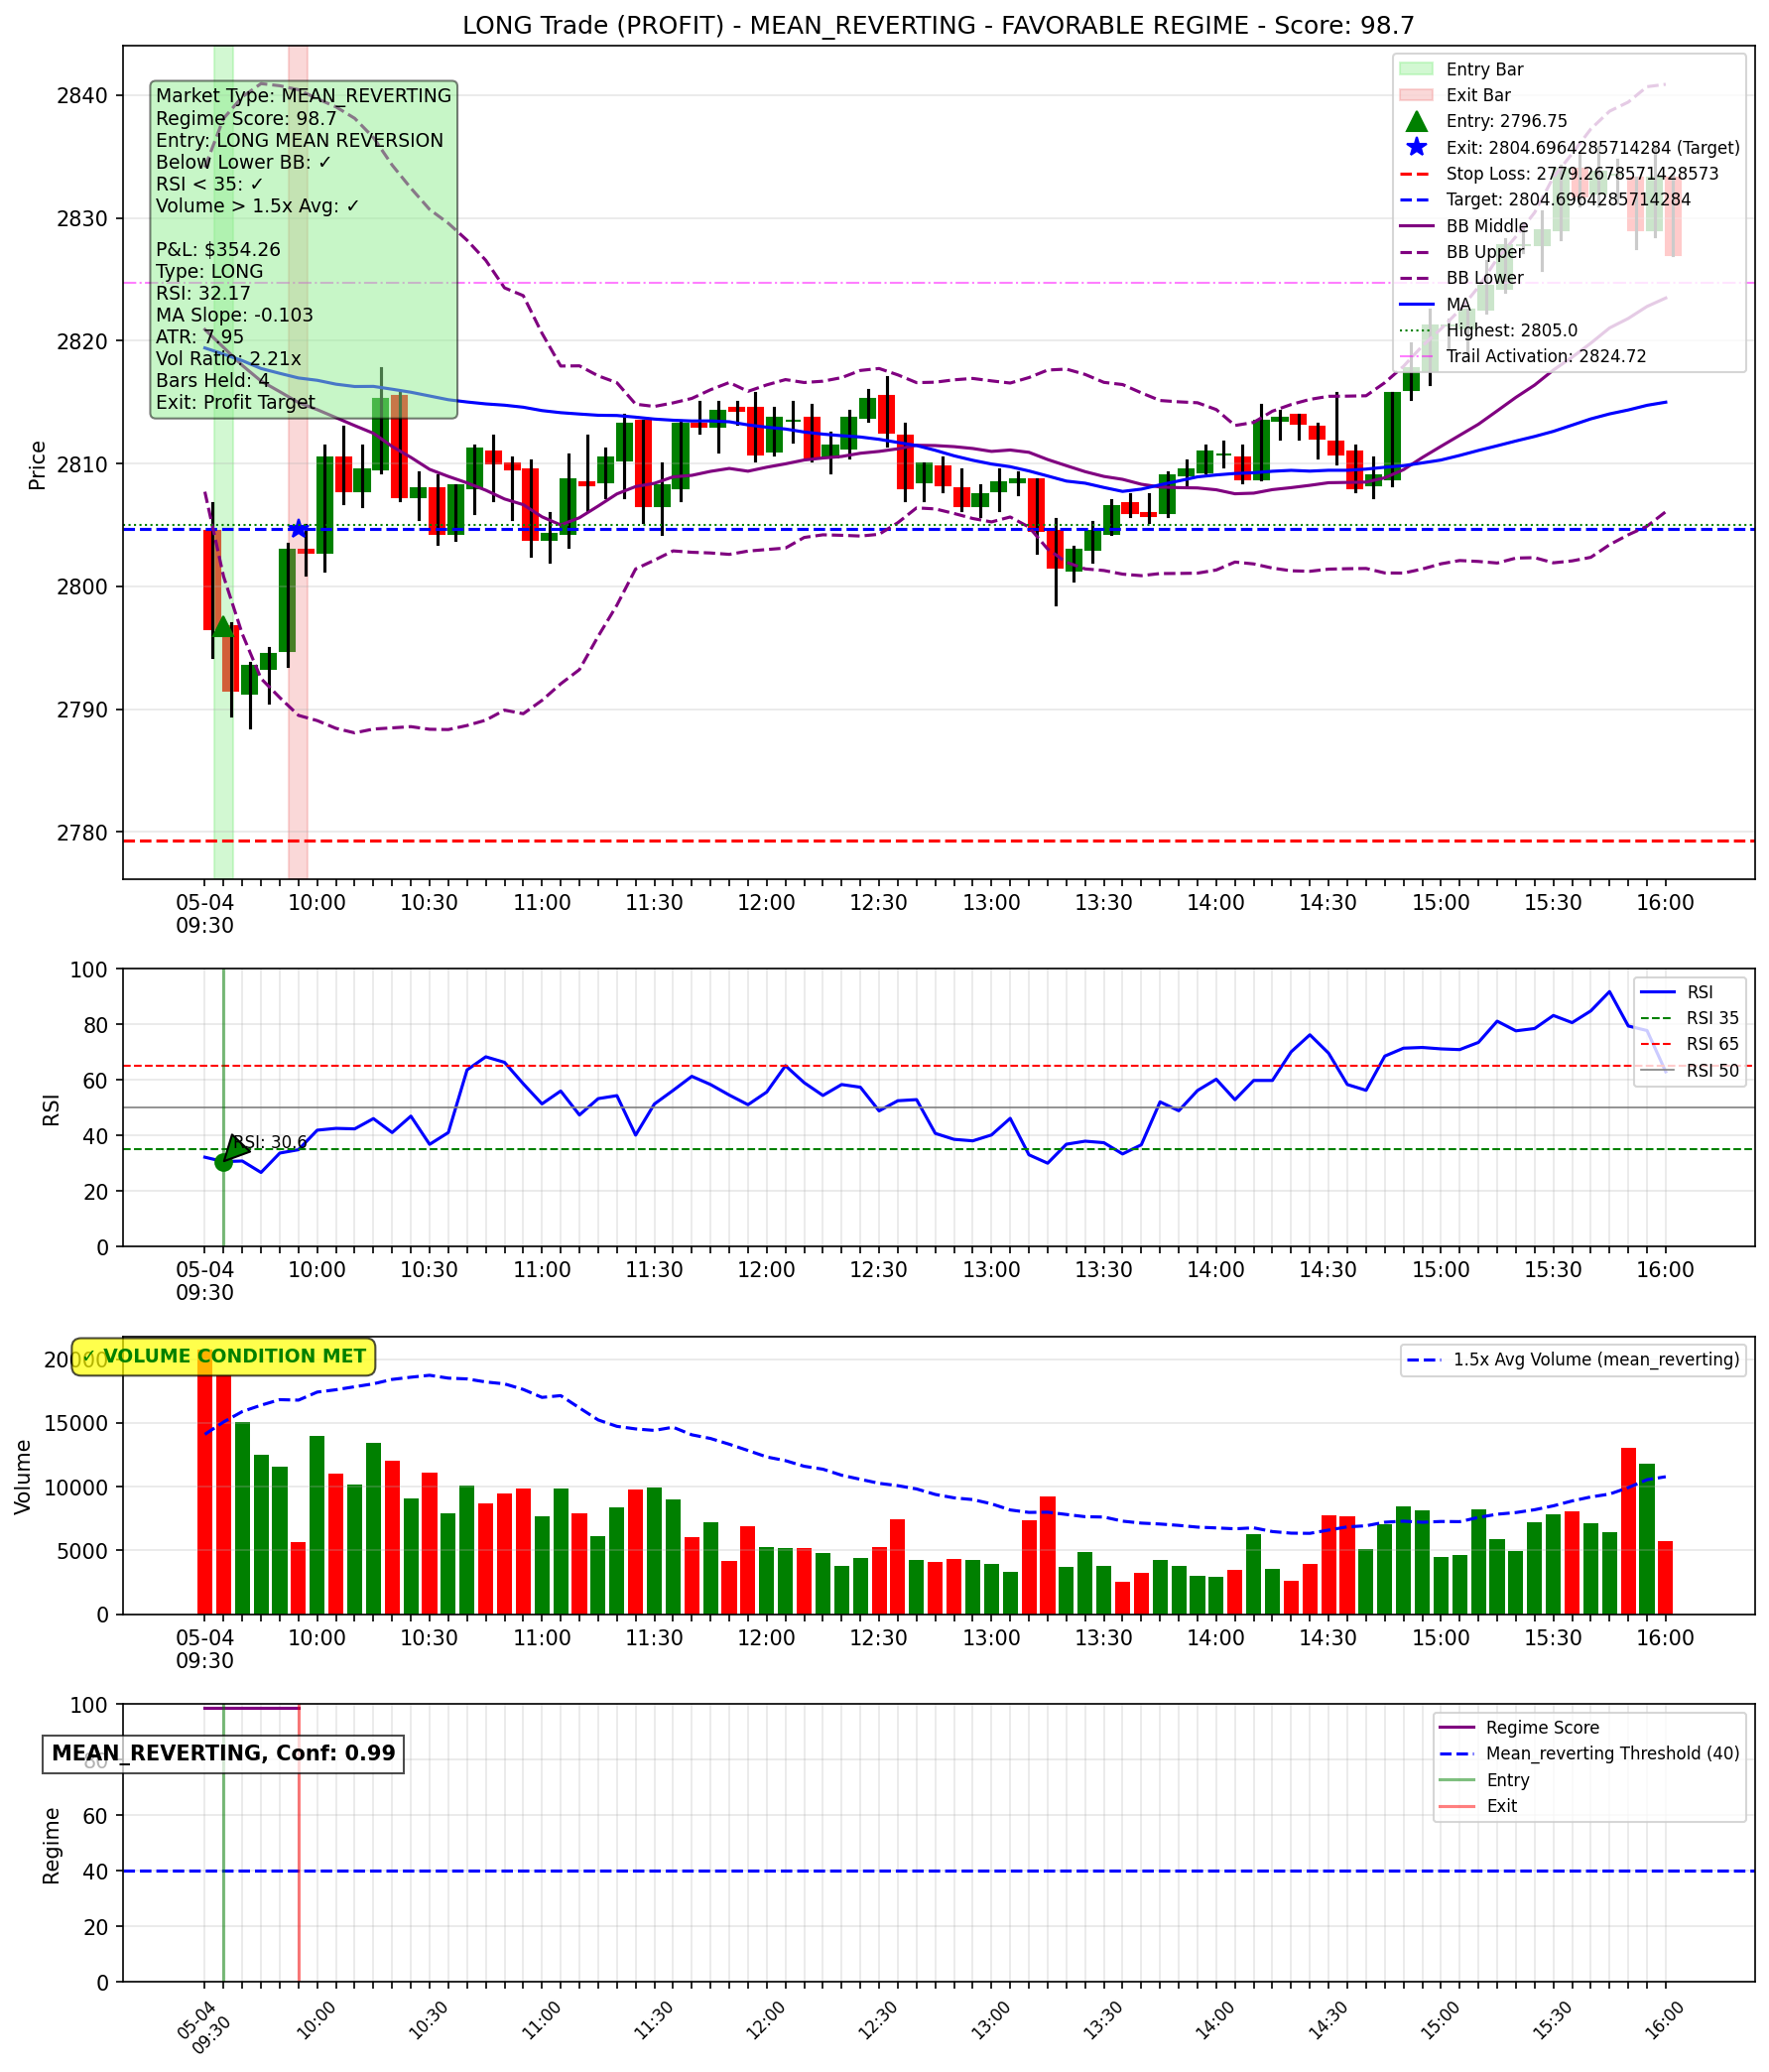 LONG Trade (PROFIT) - MEAN_REVERTING - FAVORABLE REGIME - Score: 98.7
Price
2840
2830
2820
2810
2800
2790
2780
Market Type: MEAN_REVERTING
Regime Score: 98.7
Entry: LONG MEAN REVERSION
Below Lower BB: ✓
RSI < 35: ✓
Volume > 1.5x Avg: ✓
P&L: $354.26
Type: LONG
RSI: 32.17
MA Slope: -0.103
ATR: 7.95
Vol Ratio: 2.21x
Bars Held: 4
Exit: Profit Target
Entry Bar
Exit Bar
Entry: 2796.75
Exit: 2804.6964285714284 (Target)
Stop Loss: 2779.2678571428573
Target: 2804.6964285714284
BB Middle
BB Upper
BB Lower
MA
Highest: 2805.0
Trail Activation: 2824.72
05-04
09:30
10:00
10:30
11:00
11:30
12:00
12:30
13:00
13:30
14:00
14:30
15:00
15:30
16:00
RSI
100
80
60
40
20
0
RSI: 30.6
RSI
RSI 35
RSI 65
RSI 50
05-04
09:30
10:00
10:30
11:00
11:30
12:00
12:30
13:00
13:30
14:00
14:30
15:00
15:30
16:00
Volume
20000
15000
10000
5000
0
✓ VOLUME CONDITION MET
1.5x Avg Volume (mean_reverting)
05-04
09:30
10:00
10:30
11:00
11:30
12:00
12:30
13:00
13:30
14:00
14:30
15:00
15:30
16:00
Regime
100
80
60
40
20
0
MEAN_REVERTING, Conf: 0.99
Regime Score
Mean_reverting Threshold (40)
Entry
Exit
05-04
09:30
10:00
10:30
11:00
11:30
12:00
12:30
13:00
13:30
14:00
14:30
15:00
15:30
16:00